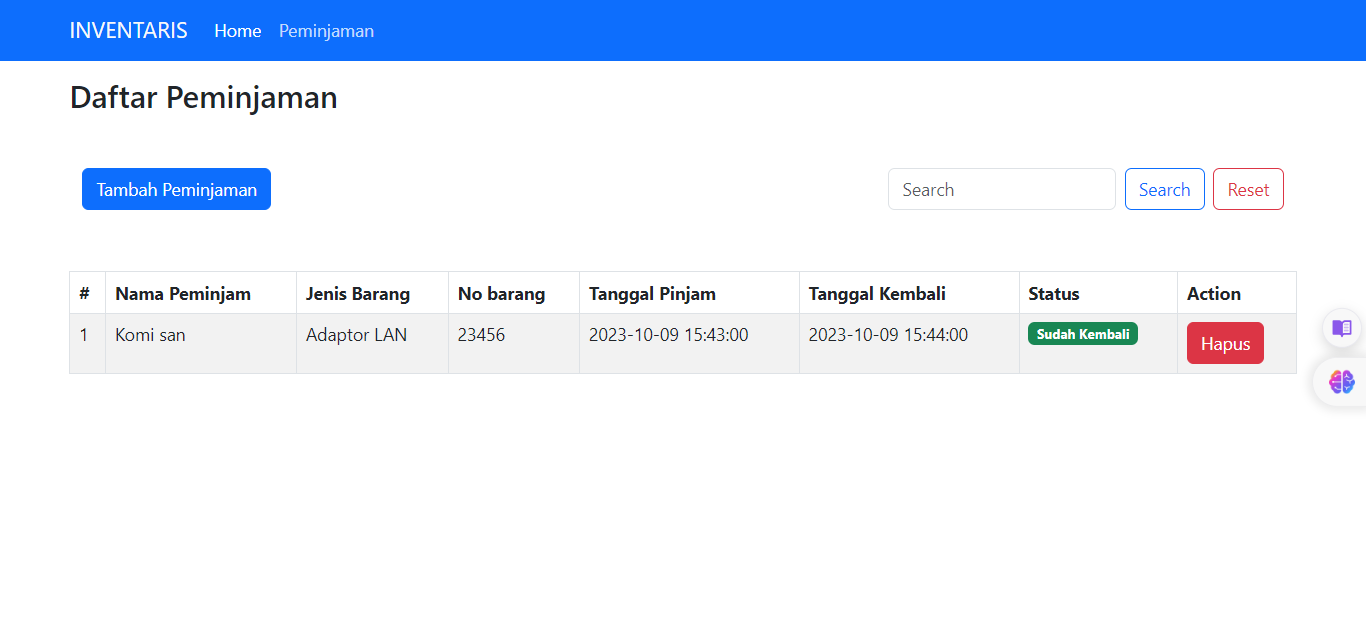 INVENTARIS Home Peminjaman
Daftar Peminjaman
Tambah Peminjaman Search Search Reset
# Nama Peminjam Jenis Barang No barang Tanggal Pinjam Tanggal Kembali Status Action
1 Komi san Adaptor LAN 23456 2023-10-09 15:43:00 2023-10-09 15:44:00 Sudah Kembali Hapus